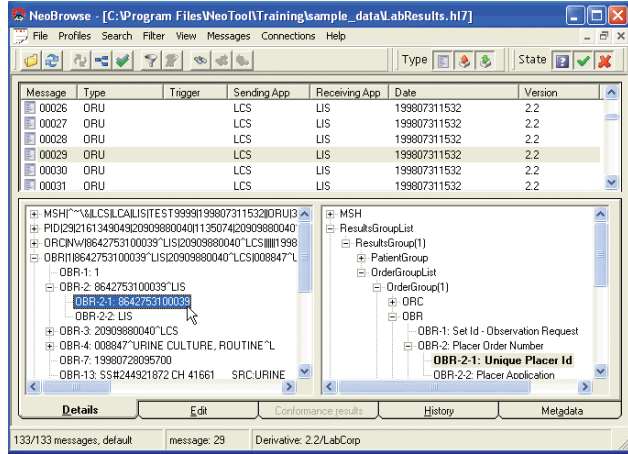 NeoBrowse - [C:\Program Files\NeoTool\Training\sample_data\LabResults.hl7]
File Profiles Search Filter View Messages Connections Help
Type State
Message Type Trigger Sending App Receiving App Date Version
00026 ORU LCS LIS 199807311532 2.2
00027 ORU LCS LIS 199807311532 2.2
00028 ORU LCS LIS 199807311532 2.2
00029 ORU LCS LIS 199807311532 2.2
00030 ORU LCS LIS 199807311532 2.2
00031 ORU LCS LIS 199807311532 2.2
MSH|^~\&|LCS|LCA|LIS|TEST9999|199807311532||ORU|3
PID|29|2161349049|20909880040|1135074|20909880040
ORC|NW|8642753100039^LIS|20909880040^LCS||||||1998
OBR|1|8642753100039^LIS|20909880040^LCS|008847^L
OBR-1: 1
OBR-2: 8642753100039^LIS
OBR-2-1: 8642753100039
OBR-2-2: LIS
OBR-3: 20909880040^LCS
OBR-4: 008847^URINE CULTURE, ROUTINE^L
OBR-7: 19980728095700
OBR-13: SS#244921872 CH 41661 SRC:URINE
MSH
ResultsGroupList
ResultsGroup(1)
PatientGroup
OrderGroupList
OrderGroup(1)
ORC
OBR
OBR-1: Set Id - Observation Request
OBR-2: Placer Order Number
OBR-2-1: Unique Placer Id
OBR-2-2: Placer Application
Details Edit Conformance results History Metadata
133/133 messages, default message: 29 Derivative: 2.2/LabCorp